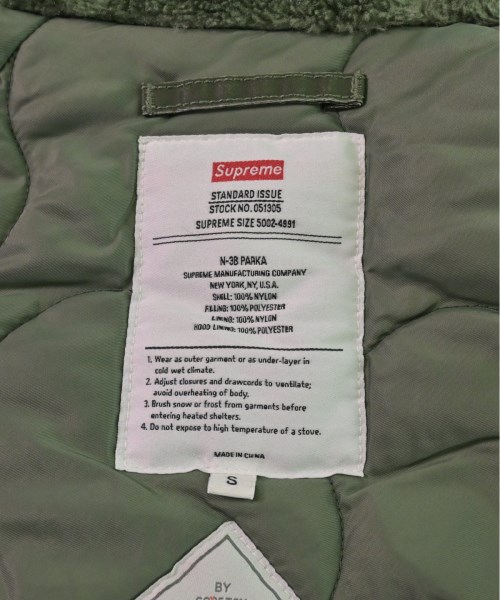 Supreme
STANDARD ISSUE
STOCK NO. 051305
SUPREME SIZE 5002-4991
N-3B PARKA
SUPREME MANUFACTURING COMPANY
NEW YORK, NY, U.S.A.
SHELL: 100% NYLON
FILLING: 100% POLYESTER
LINING: 100% NYLON
HOOD LINING: 100% POLYESTER
1. Wear as outer garment or as under-layer in
cold wet climate.
2. Adjust closures and drawcords to ventilate;
avoid overheating of body.
3. Brush snow or frost from garments before
entering heated shelters.
4. Do not expose to high temperature of a stove.
MADE IN CHINA
S
BY